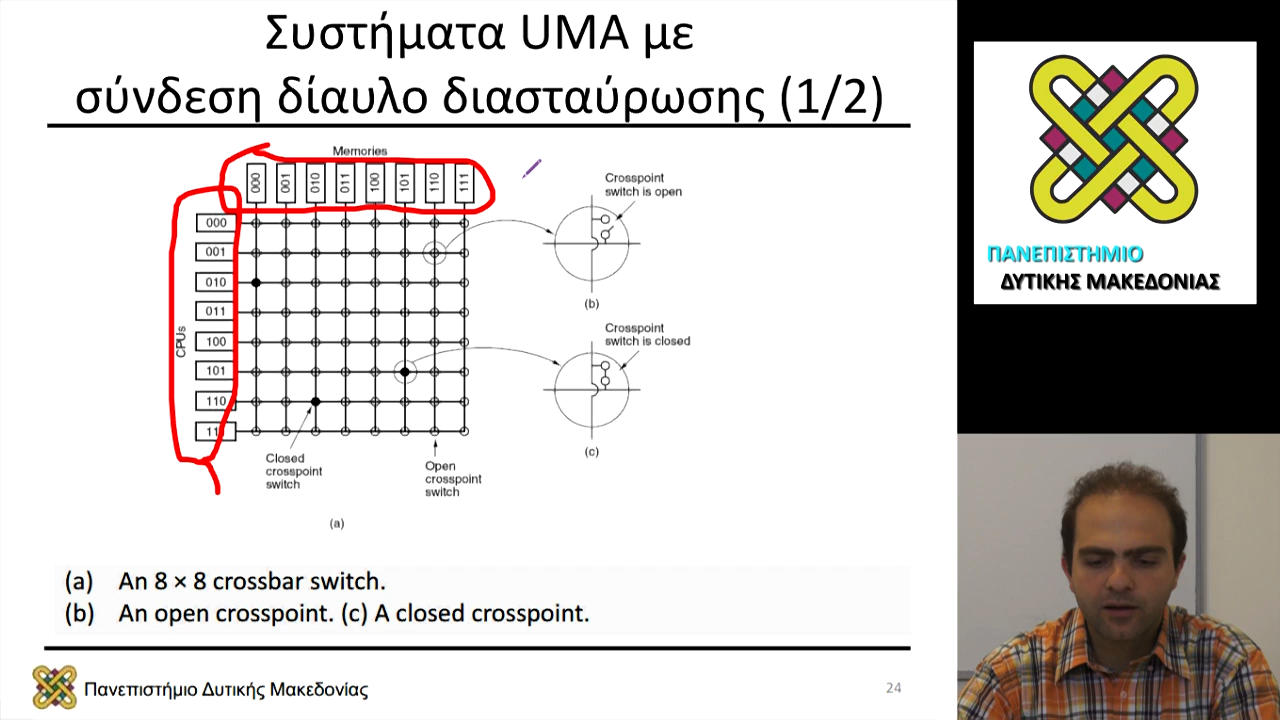 Συστήματα UMA με
σύνδεση δίαυλο διασταύρωσης (1/2)
Memories
000 001 010 011 100 101 110 111
CPUs
000
001
010
011
100
101
110
Crosspoint
switch is open
(b)
Crosspoint
switch is closed
(c)
Closed
crosspoint
switch
Open
crosspoint
switch
(a)
(a) An 8 × 8 crossbar switch.
(b) An open crosspoint. (c) A closed crosspoint.
Πανεπιστήμιο Δυτικής Μακεδονίας
24
ΠΑΝΕΠΙΣΤΗΜΙΟ
ΔΥΤΙΚΗΣ ΜΑΚΕΔΟΝΙΑΣ